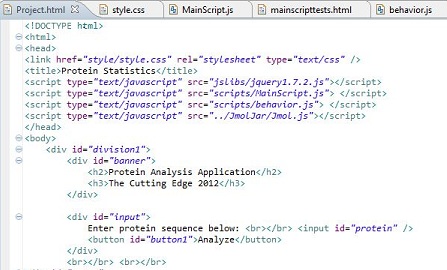 Project.html style.css MainScript.js mainscripttests.html behavior.js
<!DOCTYPE html>
<html>
<head>
<link href="style/style.css" rel="stylesheet" type="text/css" />
<title>Protein Statistics</title>
<script type="text/javascript" src="jslibs/jquery1.7.2.js"></script>
<script type="text/javascript" src="scripts/MainScript.js"> </script>
<script type="text/javascript" src="scripts/behavior.js"> </script>
<script type="text/javascript" src="../JmolJar/Jmol.js"></script>
</head>
<body>
<div id="division1">
<div id="banner">
<h2>Protein Analysis Application</h2>
<h3>The Cutting Edge 2012</h3>
</div>
<div id="input">
Enter protein sequence below: <br></br> <input id="protein" />
<button id="button1">Analyze</button>
</div>
<br></br> <br></br>